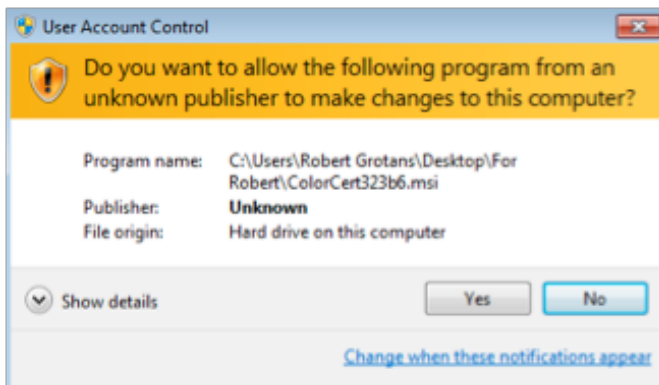 User Account Control
Do you want to allow the following program from an
unknown publisher to make changes to this computer?
Program name: C:\Users\Robert Grotans\Desktop\For
Robert\ColorCert323b6.msi
Publisher: Unknown
File origin: Hard drive on this computer
Show details
Yes
No
Change when these notifications appear